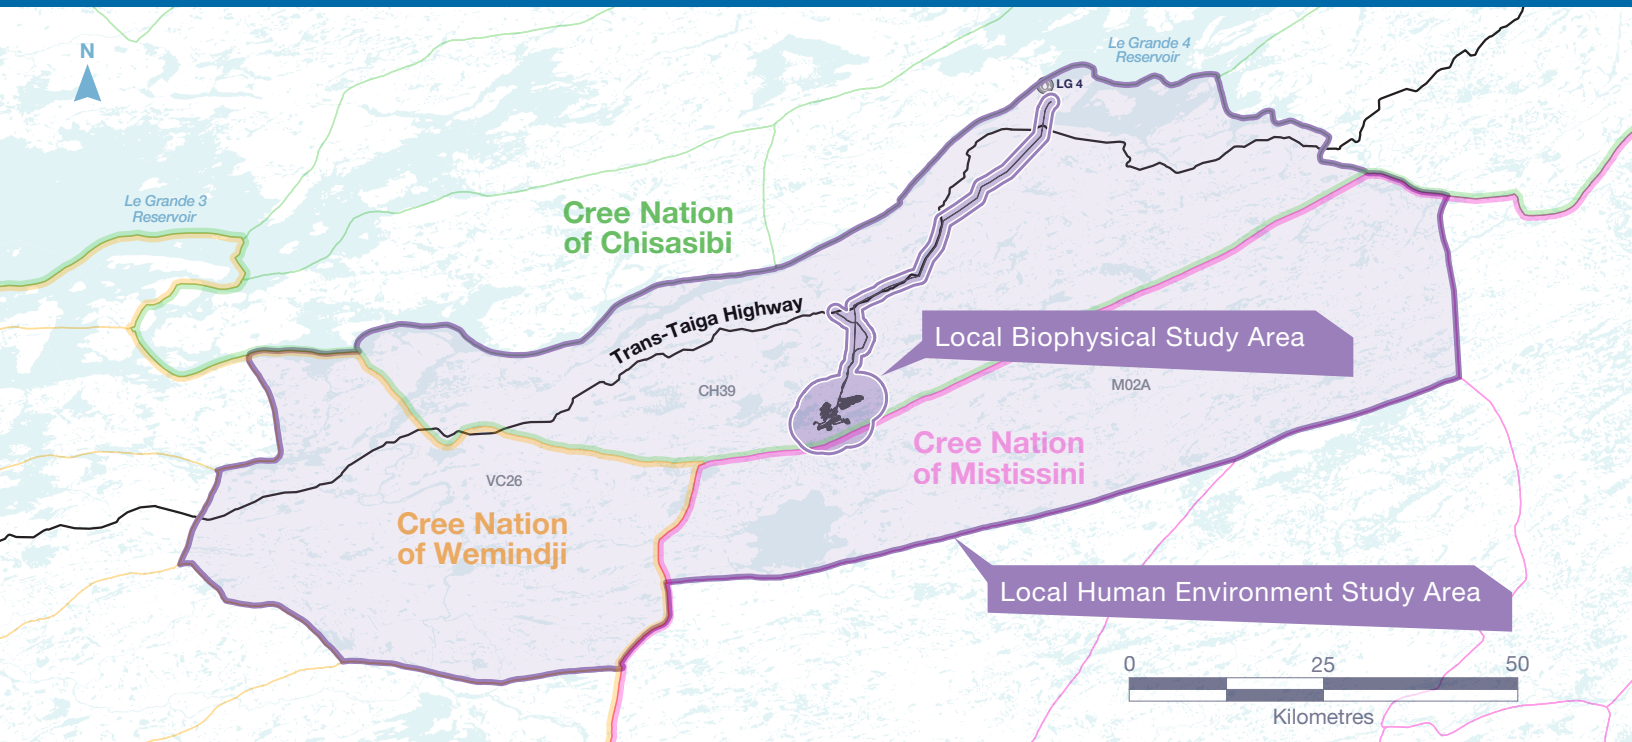 N
Le Grande 4
Reservoir
LG 4
Le Grande 3
Reservoir
Cree Nation
of Chisasibi
Trans-Taiga Highway
Local Biophysical Study Area
CH39
M02A
Cree Nation
of Mistissini
VC26
Cree Nation
of Wemindji
Local Human Environment Study Area
0 25 50
Kilometres